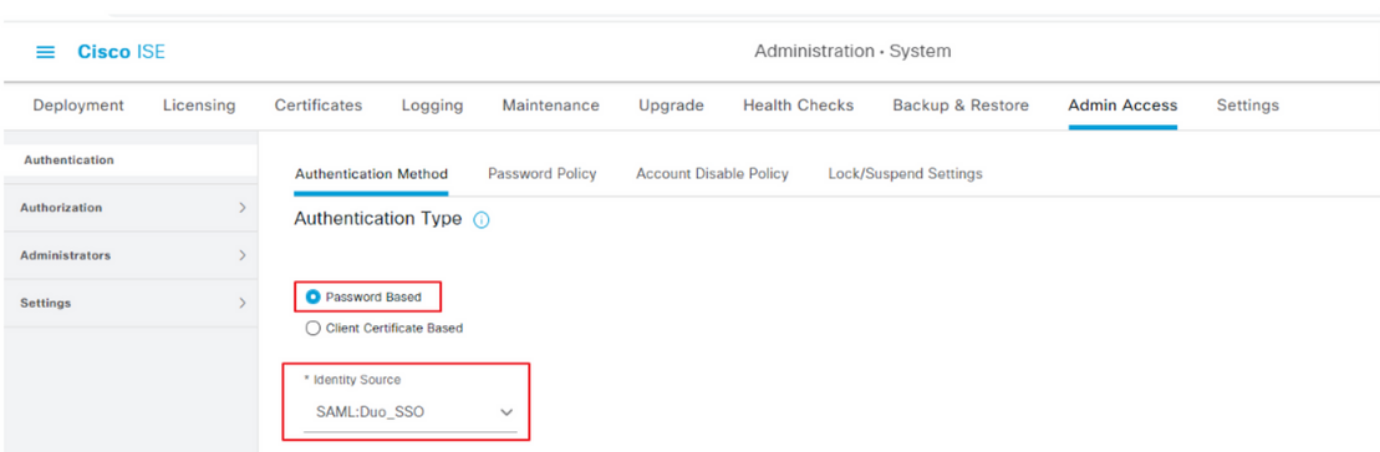 Cisco ISE
Administration · System
Deployment Licensing Certificates Logging Maintenance Upgrade Health Checks Backup & Restore Admin Access Settings
Authentication
Authorization
Administrators
Settings
Authentication Method Password Policy Account Disable Policy Lock/Suspend Settings
Authentication Type
Password Based
Client Certificate Based
* Identity Source
SAML:Duo_SSO